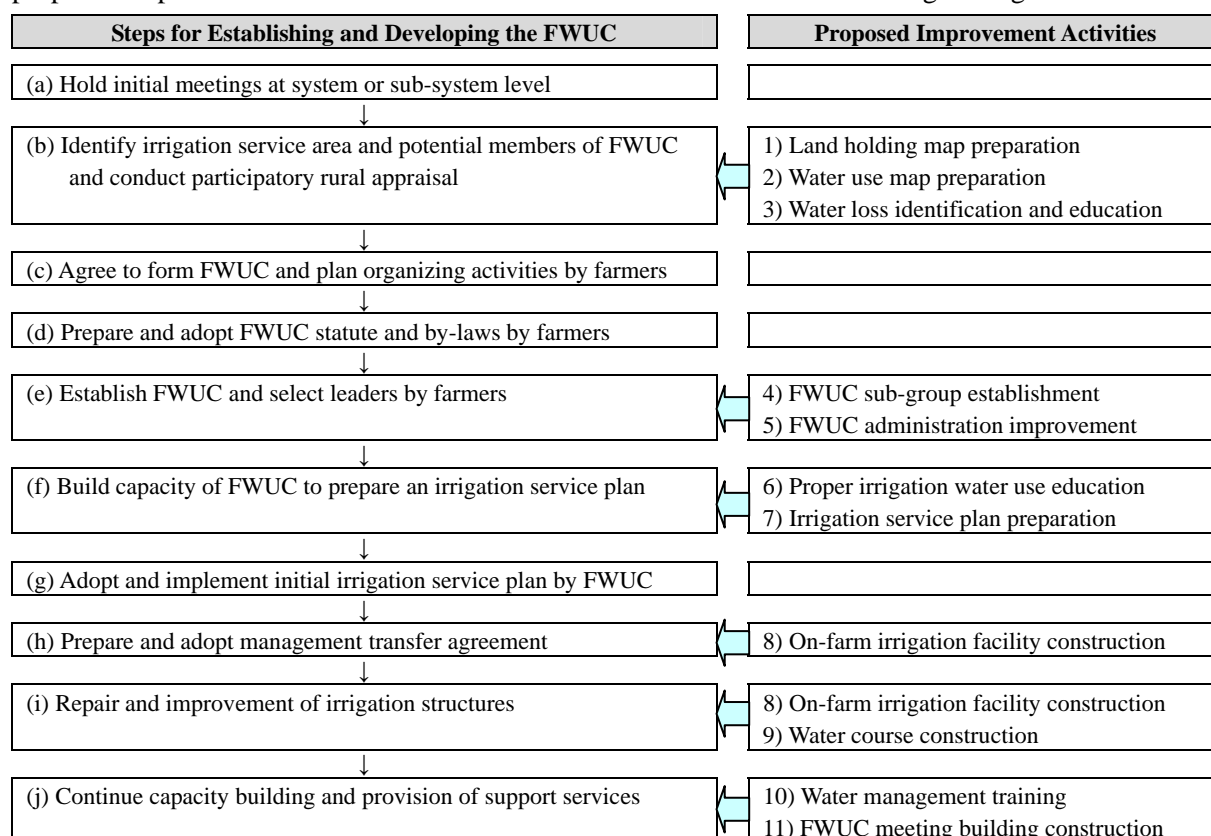 Steps for Establishing and Developing the FWUC
Proposed Improvement Activities
(a) Hold initial meetings at system or sub-system level
↓
(b) Identify irrigation service area and potential members of FWUC
and conduct participatory rural appraisal
1) Land holding map preparation
2) Water use map preparation
3) Water loss identification and education
↓
(c) Agree to form FWUC and plan organizing activities by farmers
↓
(d) Prepare and adopt FWUC statute and by-laws by farmers
↓
(e) Establish FWUC and select leaders by farmers
4) FWUC sub-group establishment
5) FWUC administration improvement
↓
(f) Build capacity of FWUC to prepare an irrigation service plan
6) Proper irrigation water use education
7) Irrigation service plan preparation
↓
(g) Adopt and implement initial irrigation service plan by FWUC
↓
(h) Prepare and adopt management transfer agreement
8) On-farm irrigation facility construction
↓
(i) Repair and improvement of irrigation structures
8) On-farm irrigation facility construction
9) Water course construction
↓
(j) Continue capacity building and provision of support services
10) Water management training
11) FWUC meeting building construction